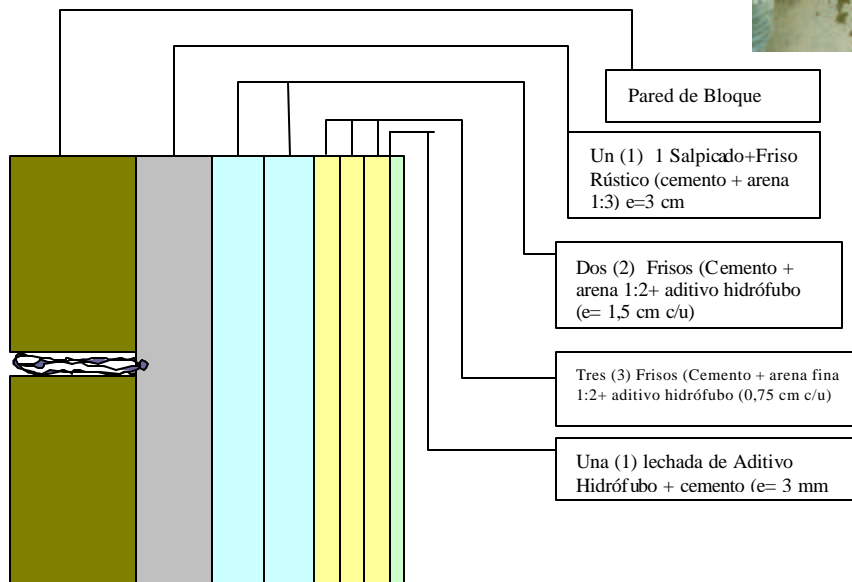 Pared de Bloque
Un (1) 1 Salpicado+Friso
Rústico (cemento + arena
1:3) e=3 cm
Dos (2) Frisos (Cemento +
arena 1:2+ aditivo hidrófubo
(e= 1,5 cm c/u)
Tres (3) Frisos (Cemento + arena fina
1:2+ aditivo hidrófubo (0,75 cm c/u)
Una (1) lechada de Aditivo
Hidrófubo + cemento (e= 3 mm